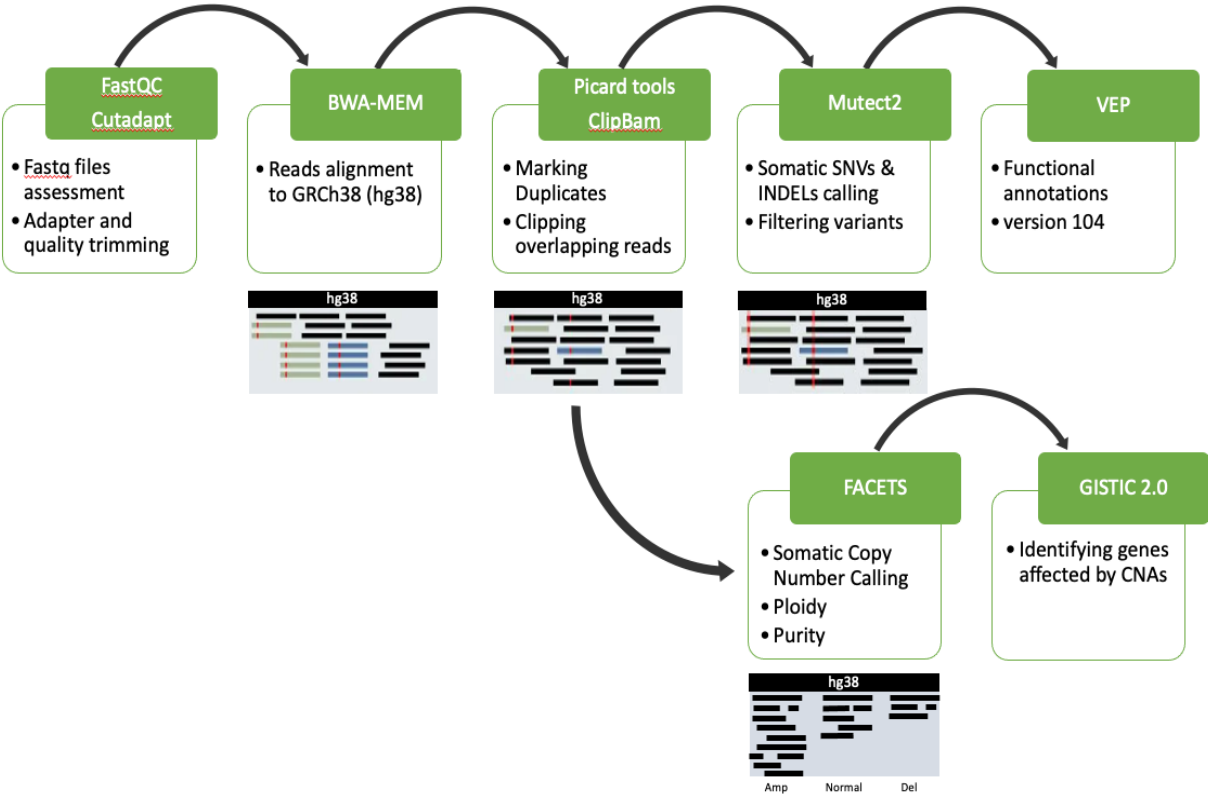 FastQC
Cutadapt
• Fastq files
assessment
• Adapter and
quality trimming
BWA-MEM
• Reads alignment
to GRCh38 (hg38)
Picard tools
ClipBam
• Marking
Duplicates
• Clipping
overlapping reads
Mutect2
• Somatic SNVs &
INDELs calling
• Filtering variants
VEP
• Functional
annotations
• version 104
hg38
hg38
hg38
FACETS
• Somatic Copy
Number Calling
• Ploidy
• Purity
GISTIC 2.0
• Identifying genes
affected by CNAs
hg38
Amp Normal Del